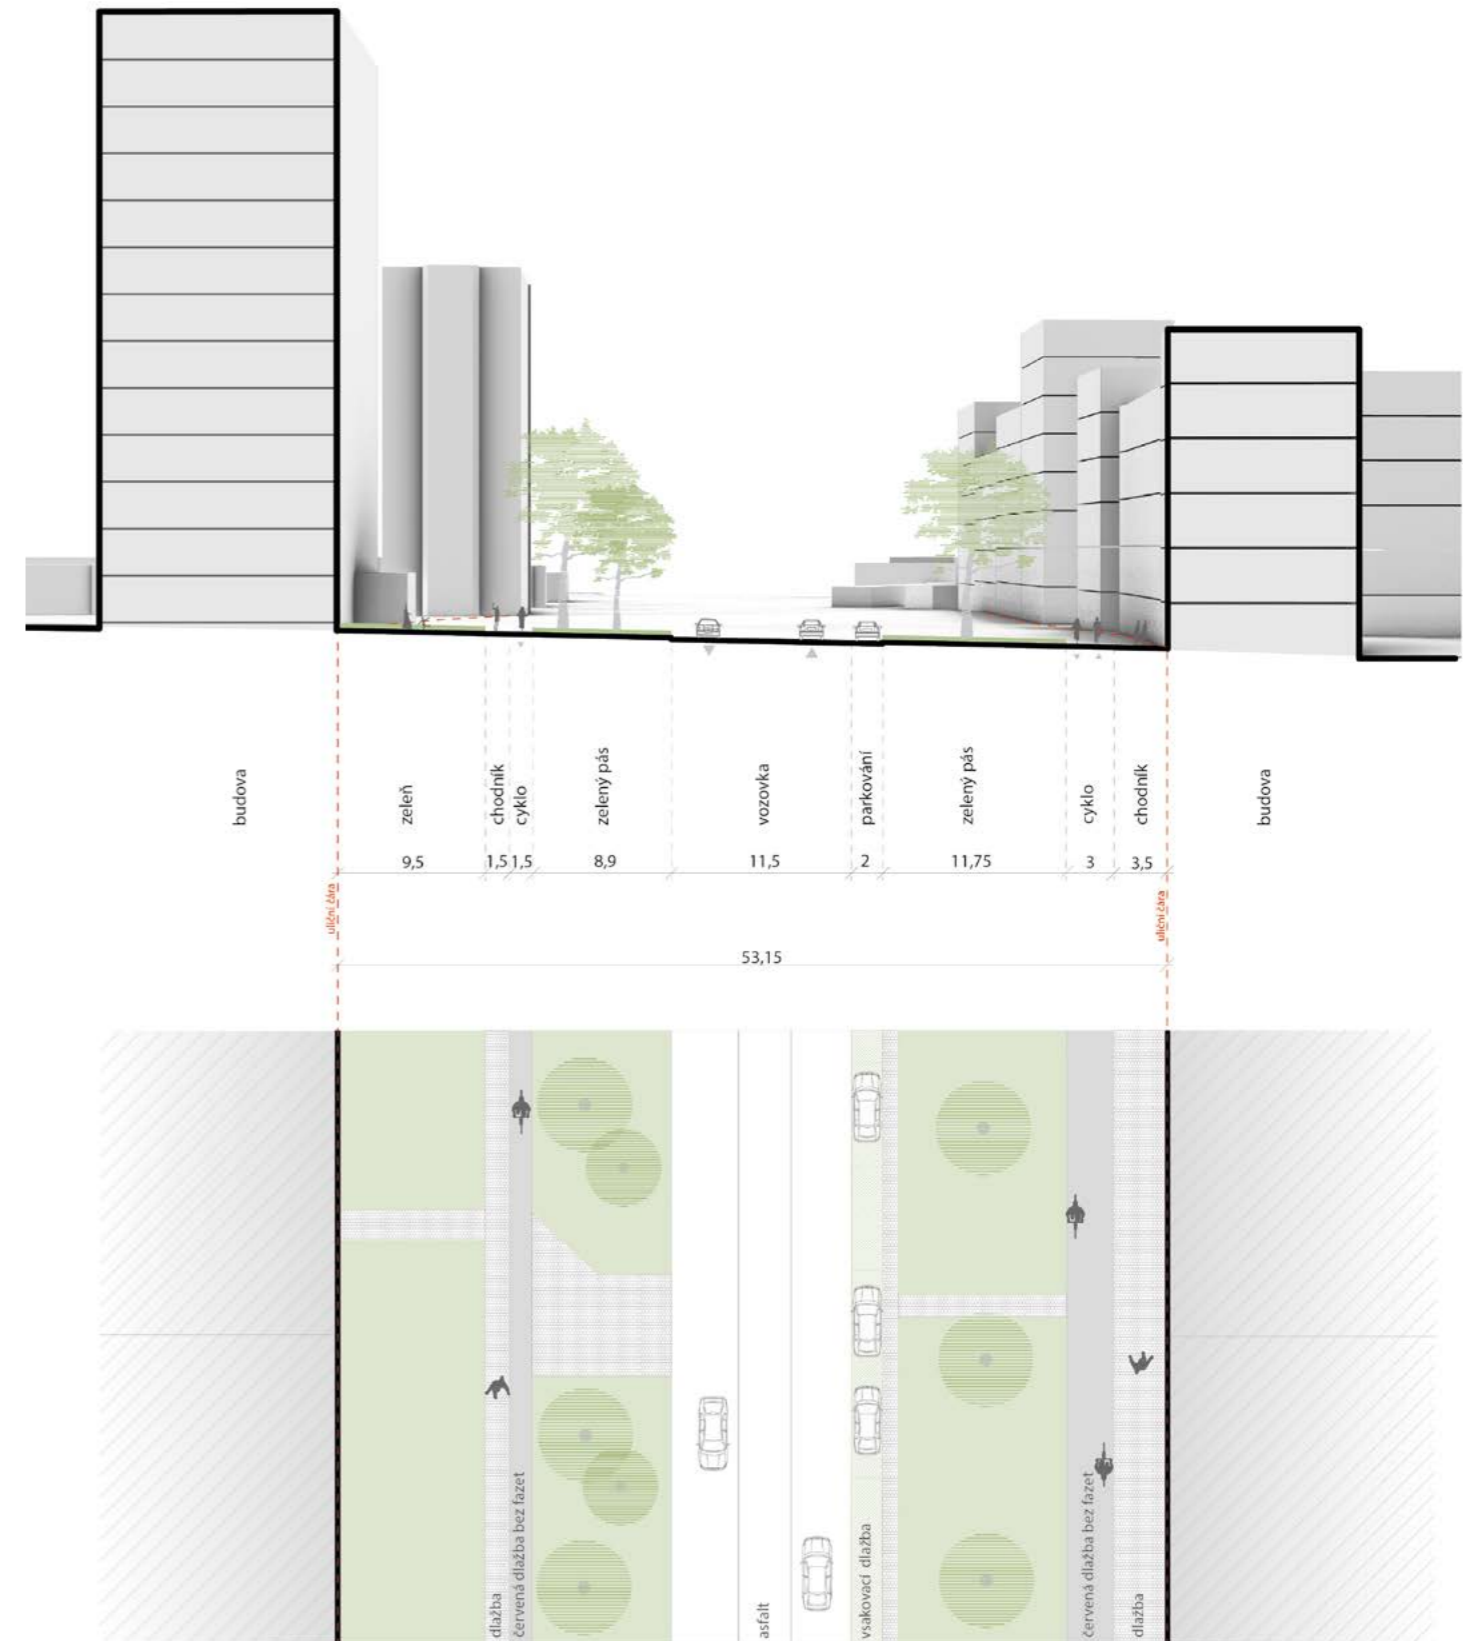 budova
zeleň
chodník
cyklo
zelený pás
vozovka
parkování
zelený pás
cyklo
chodník
budova
9,5
1,5
1,5
8,9
11,5
2
11,75
3
3,5
uliční čára
uliční čára
53,15
dlažba
červená dlažba bez fazet
asfalt
vsakovací dlažba
červená dlažba bez fazet
dlažba